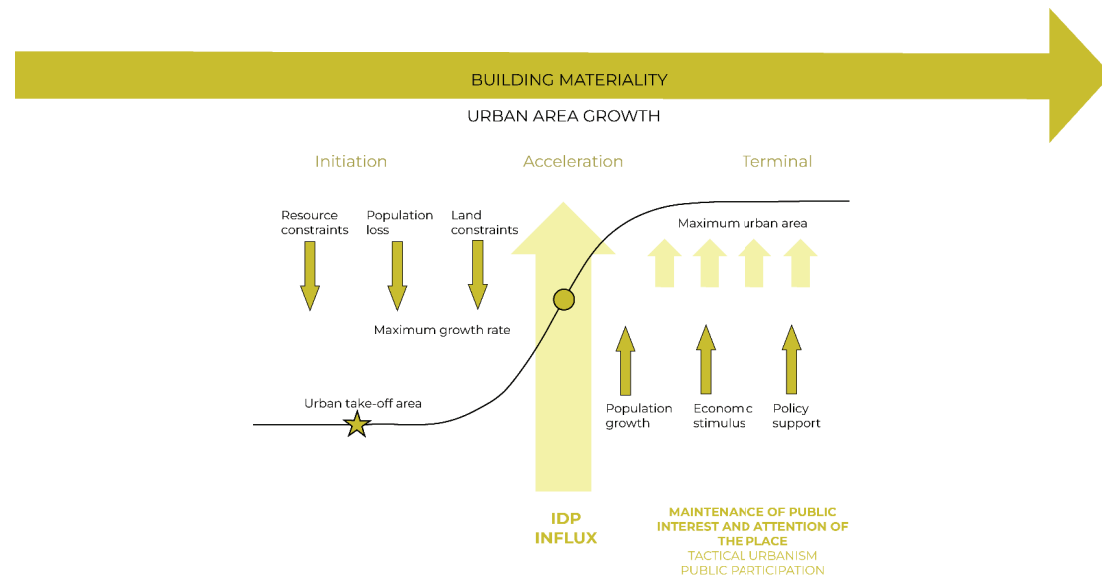 BUILDING MATERIALITY
URBAN AREA GROWTH
Initiation
Acceleration
Terminal
Resource
constraints
Population
loss
Land
constraints
Maximum urban area
Maximum growth rate
Urban take-off area
Population
growth
Economic
stimulus
Policy
support
IDP
INFLUX
MAINTENANCE OF PUBLIC
INTEREST AND ATTENTION OF
THE PLACE
TACTICAL URBANISM
PUBLIC PARTICIPATION